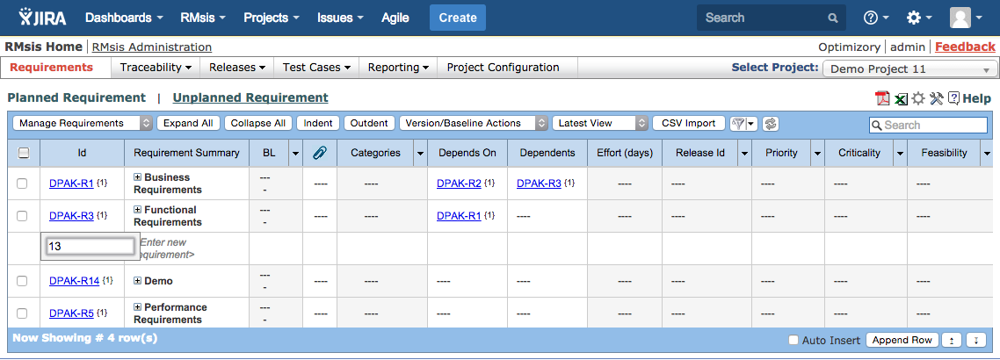 JIRA Dashboards RMsis Projects Issues Agile Create Search
RMsis Home | RMsis Administration Optimizory | admin | Feedback
Requirements Traceability Releases Test Cases Reporting Project Configuration Select Project: Demo Project 11
Planned Requirement | Unplanned Requirement Help
Manage Requirements Expand All Collapse All Indent Outdent Version/Baseline Actions Latest View CSV Import Search
Id Requirement Summary BL Categories Depends On Dependents Effort (days) Release Id Priority Criticality Feasibility
DPAK-R1 {1} Business --- ---- ---- DPAK-R2 {1} DPAK-R3 {1} ---- ---- ---- ---- ----
Requirements -
DPAK-R3 {1} Functional --- ---- ---- DPAK-R1 {1} ---- ---- ---- ---- ---- ----
Requirements -
13 Enter new
equirement>
DPAK-R14 {1} Demo --- ---- ---- ---- ---- ---- ---- ---- ---- ----
-
DPAK-R5 {1} Performance --- ---- ---- ---- ---- ---- ---- ---- ---- ----
Requirements -
Now Showing # 4 row(s) Auto Insert Append Row